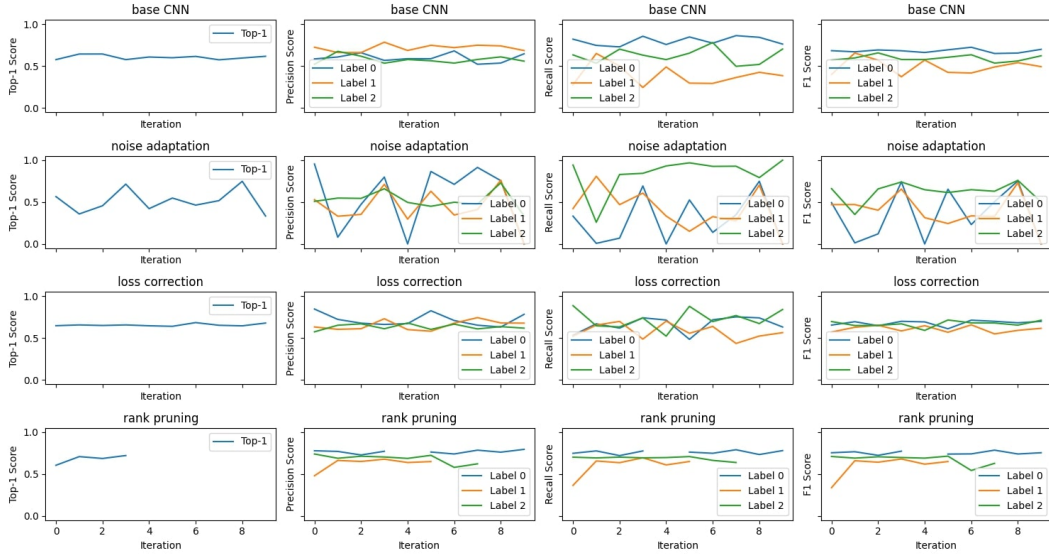 base CNN
base CNN
base CNN
base CNN
Top-1 Score
1.0
0.5
0.0
Top-1
Iteration
Precision Score
Label 0
Label 1
Label 2
Iteration
Recall Score
Label 0
Label 1
Label 2
Iteration
F1 Score
Label 0
Label 1
Label 2
Iteration
noise adaptation
noise adaptation
noise adaptation
noise adaptation
Top-1 Score
1.0
0.5
0.0
Top-1
Iteration
Precision Score
Label 0
Label 1
Label 2
Iteration
Recall Score
Label 0
Label 1
Label 2
Iteration
F1 Score
Label 0
Label 1
Label 2
Iteration
loss correction
loss correction
loss correction
loss correction
Top-1 Score
1.0
0.5
0.0
Top-1
Iteration
Precision Score
Label 0
Label 1
Label 2
Iteration
Recall Score
Label 0
Label 1
Label 2
Iteration
F1 Score
Label 0
Label 1
Label 2
Iteration
rank pruning
rank pruning
rank pruning
rank pruning
Top-1 Score
1.0
0.5
0.0
Top-1
0 2 4 6 8
Iteration
Precision Score
Label 0
Label 1
Label 2
0 2 4 6 8
Iteration
Recall Score
Label 0
Label 1
Label 2
0 2 4 6 8
Iteration
F1 Score
Label 0
Label 1
Label 2
0 2 4 6 8
Iteration